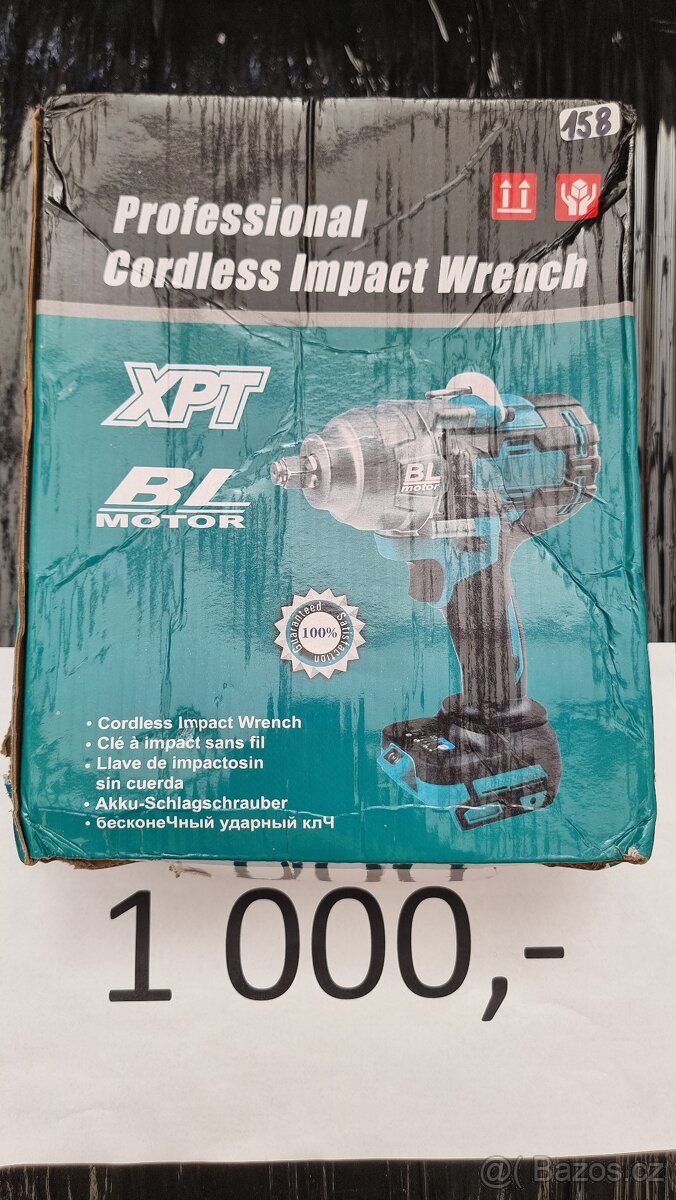 158
Professional
Cordless Impact Wrench
XPT
BL
MOTOR
BL
motor
Guaranteed
100%
Satisfaction
• Cordless Impact Wrench
• Clé à impact sans fil
• Llave de impactosin
sin cuerda
• Akku-Schlagschrauber
• бесконеЧный ударный клЧ
1 000,-
@ Bazos.cz